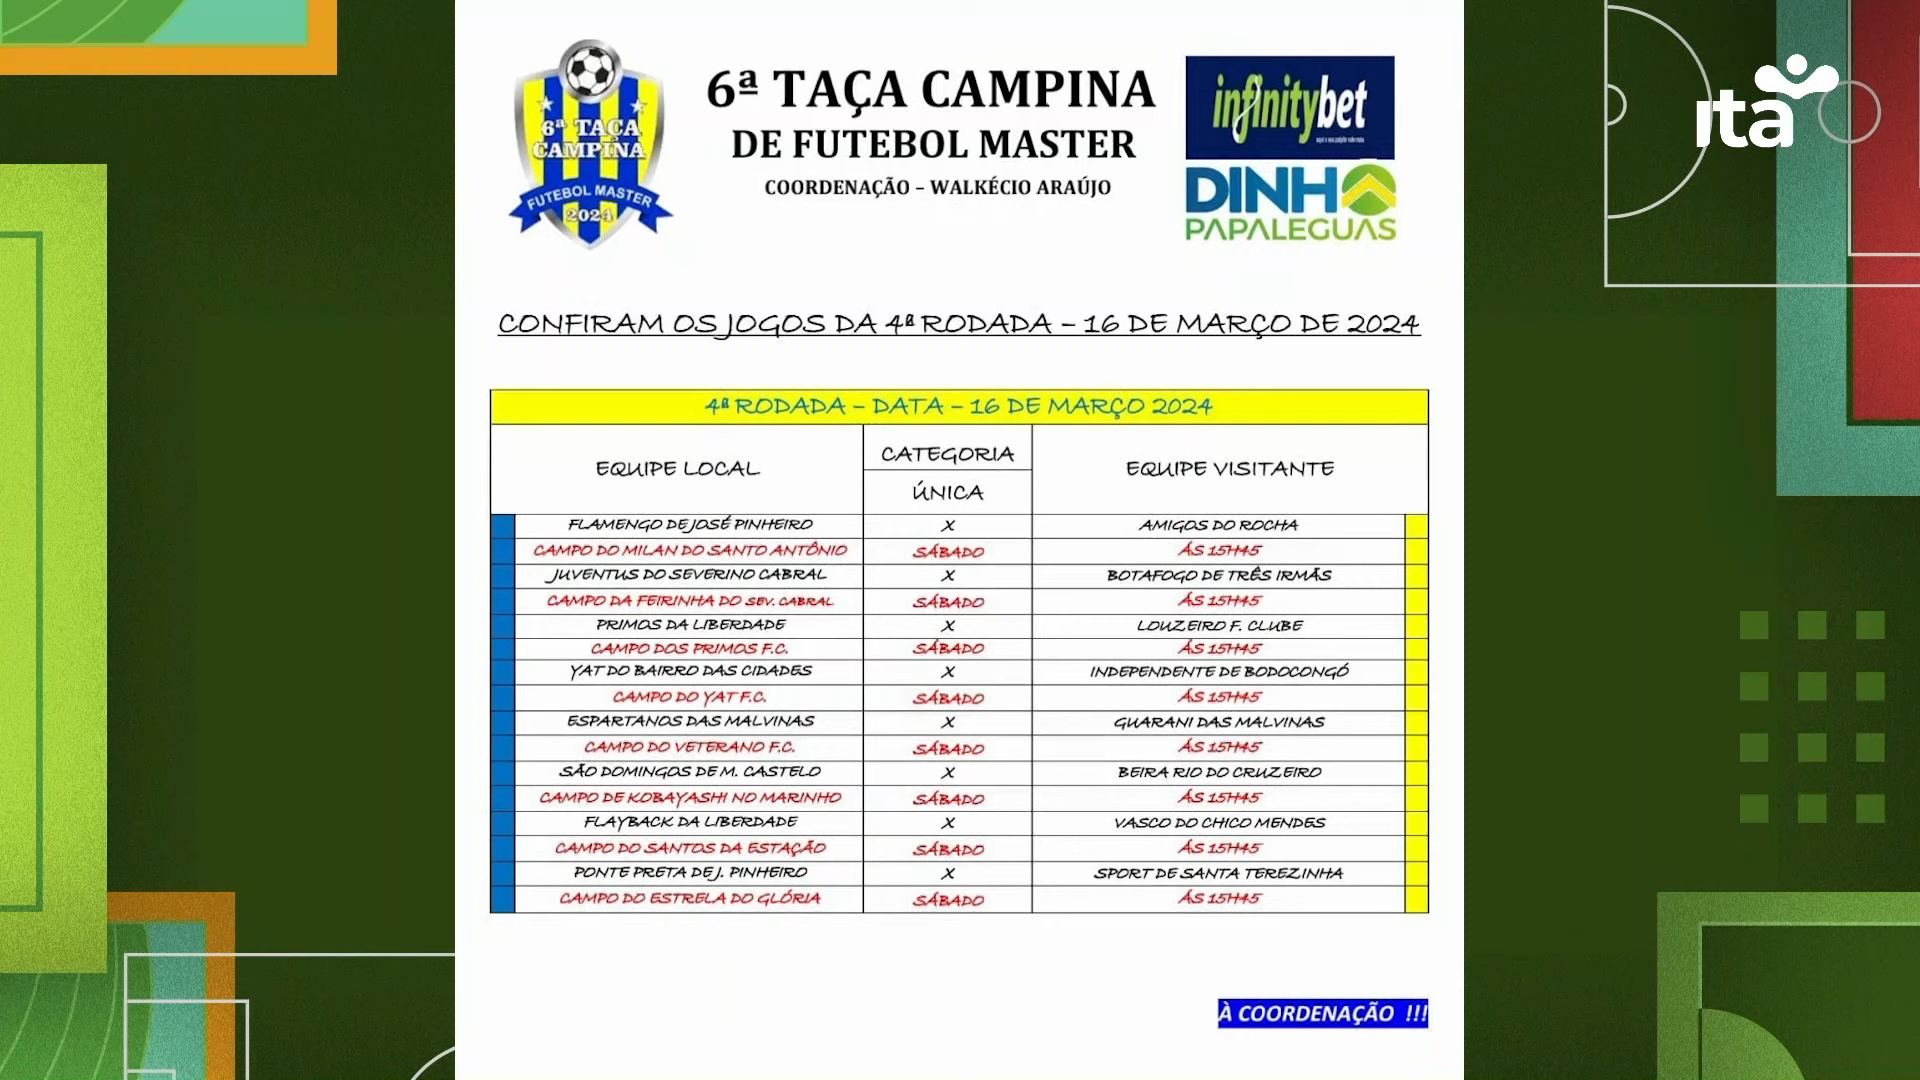 6ª TAÇA
CAMPINA
FUTEBOL MASTER
2024
6ª TAÇA CAMPINA
DE FUTEBOL MASTER
COORDENAÇÃO – WALKÉCIO ARAÚJO
infinitybet
DINHO
PAPALEGUAS
ita
CONFIRAM OS JOGOS DA 4ª RODADA – 16 DE MARÇO DE 2024
4ª RODADA – DATA – 16 DE MARÇO 2024
EQUIPE LOCAL CATEGORIA EQUIPE VISITANTE
ÚNICA
FLAMENGO DE JOSÉ PINHEIRO X AMIGOS DO ROCHA
CAMPO DO MILAN DO SANTO ANTÔNIO SÁBADO ÁS 15H45
JUVENTUS DO SEVERINO CABRAL X BOTAFOGO DE TRÊS IRMÃS
CAMPO DA FEIRINHA DO SEV. CABRAL SÁBADO ÁS 15H45
PRIMOS DA LIBERDADE X LOUZEIRO F. CLUBE
CAMPO DOS PRIMOS F.C. SÁBADO ÁS 15H45
YAT DO BAIRRO DAS CIDADES X INDEPENDENTE DE BODOCONGÓ
CAMPO DO YAT F.C. SÁBADO ÁS 15H45
ESPARTANOS DAS MALVINAS X GUARANI DAS MALVINAS
CAMPO DO VETERANO F.C. SÁBADO ÁS 15H45
SÃO DOMINGOS DE M. CASTELO X BEIRA RIO DO CRUZEIRO
CAMPO DE KOBAYASHI NO MARINHO SÁBADO ÁS 15H45
FLAYBACK DA LIBERDADE X VASCO DO CHICO MENDES
CAMPO DO SANTOS DA ESTAÇÃO SÁBADO ÁS 15H45
PONTE PRETA DE J. PINHEIRO X SPORT DE SANTA TEREZINHA
CAMPO DO ESTRELA DO GLÓRIA SÁBADO ÁS 15H45
À COORDENAÇÃO !!!